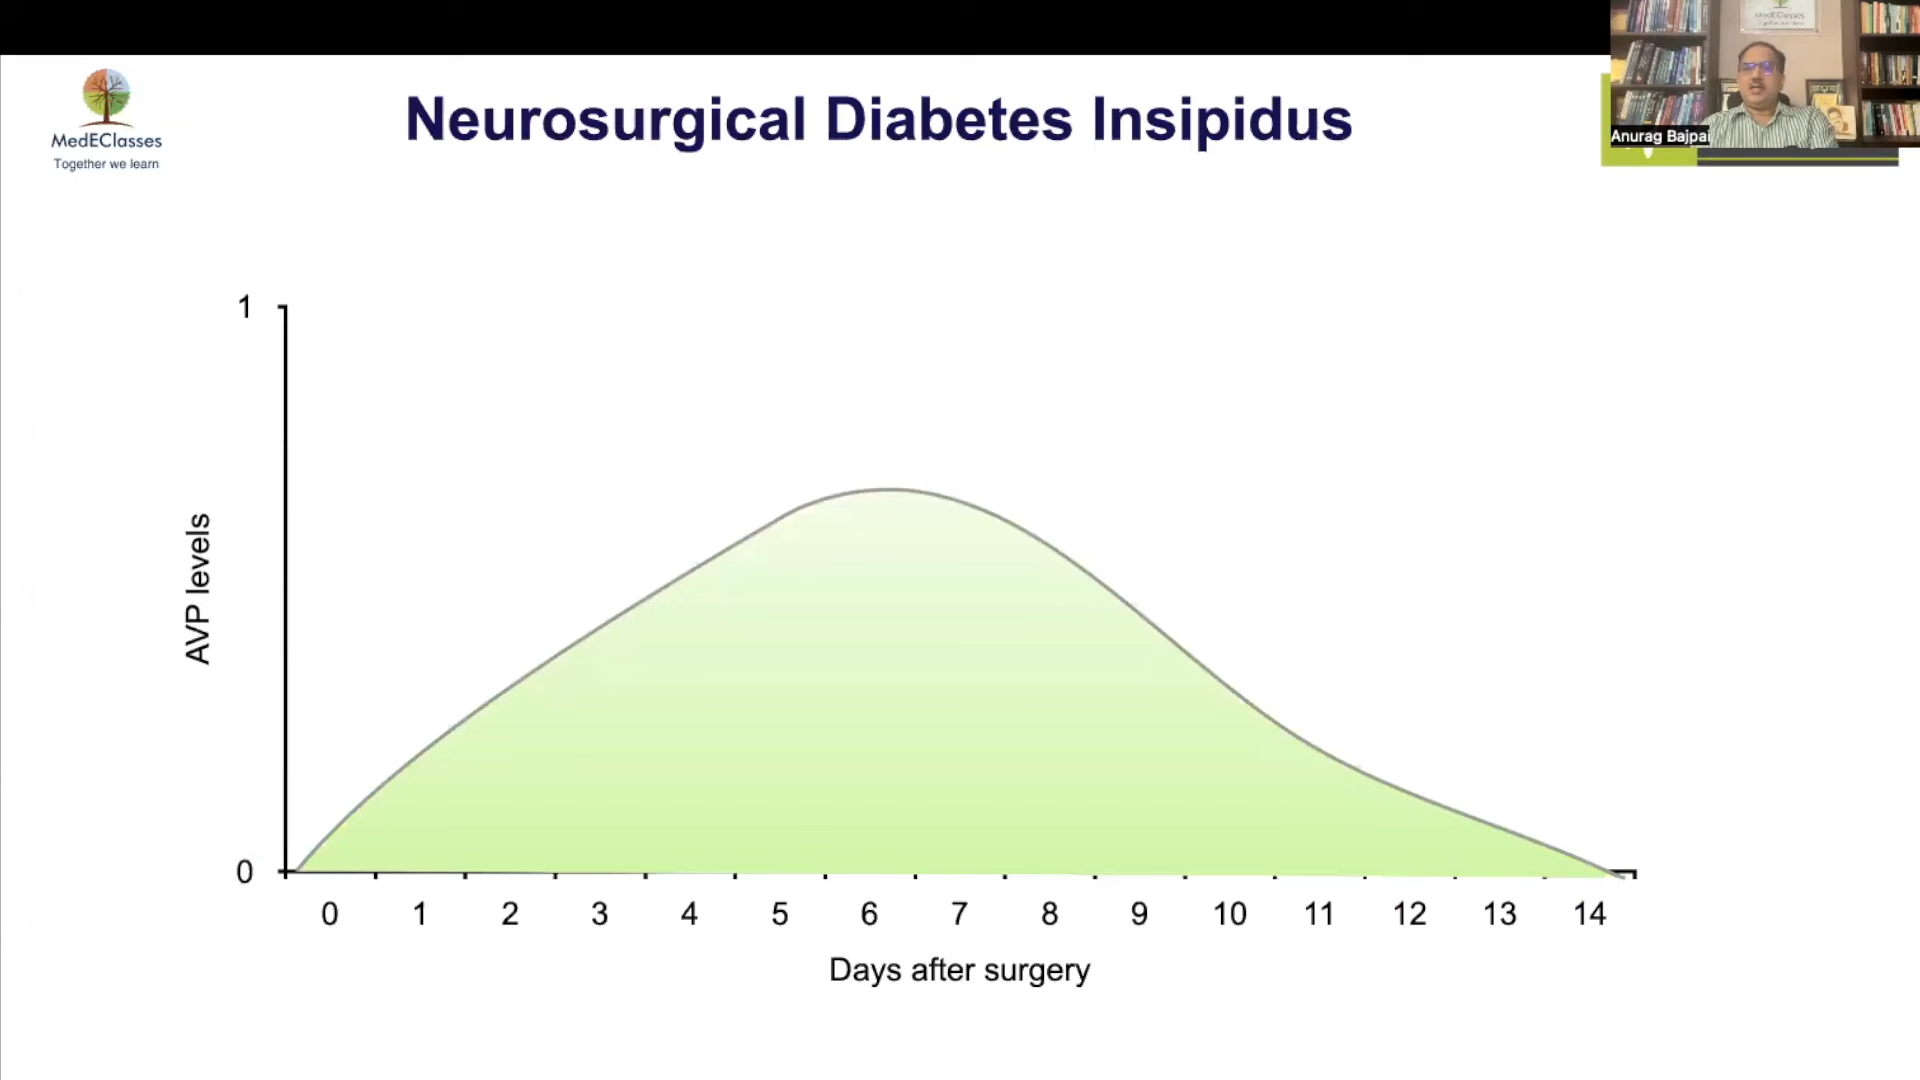 MedEClasses
Together we learn
Neurosurgical Diabetes Insipidus
MedEClasses
Anurag Bajpai
1
AVP levels
0
0 1 2 3 4 5 6 7 8 9 10 11 12 13 14
Days after surgery